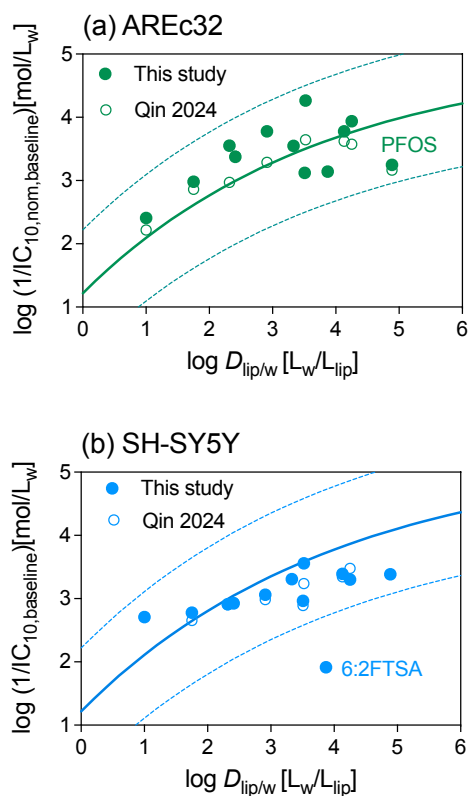 (a) AREc32
log (1/IC10,nom,baseline)[mol/Lw]
5
4
3
2
1
This study
Qin 2024
PFOS
0 1 2 3 4 5 6
log Dlip/w [Lw/Llip]
(b) SH-SY5Y
log (1/IC10,baseline)[mol/Lw]
5
4
3
2
1
This study
Qin 2024
6:2FTSA
0 1 2 3 4 5 6
log Dlip/w [Lw/Llip]